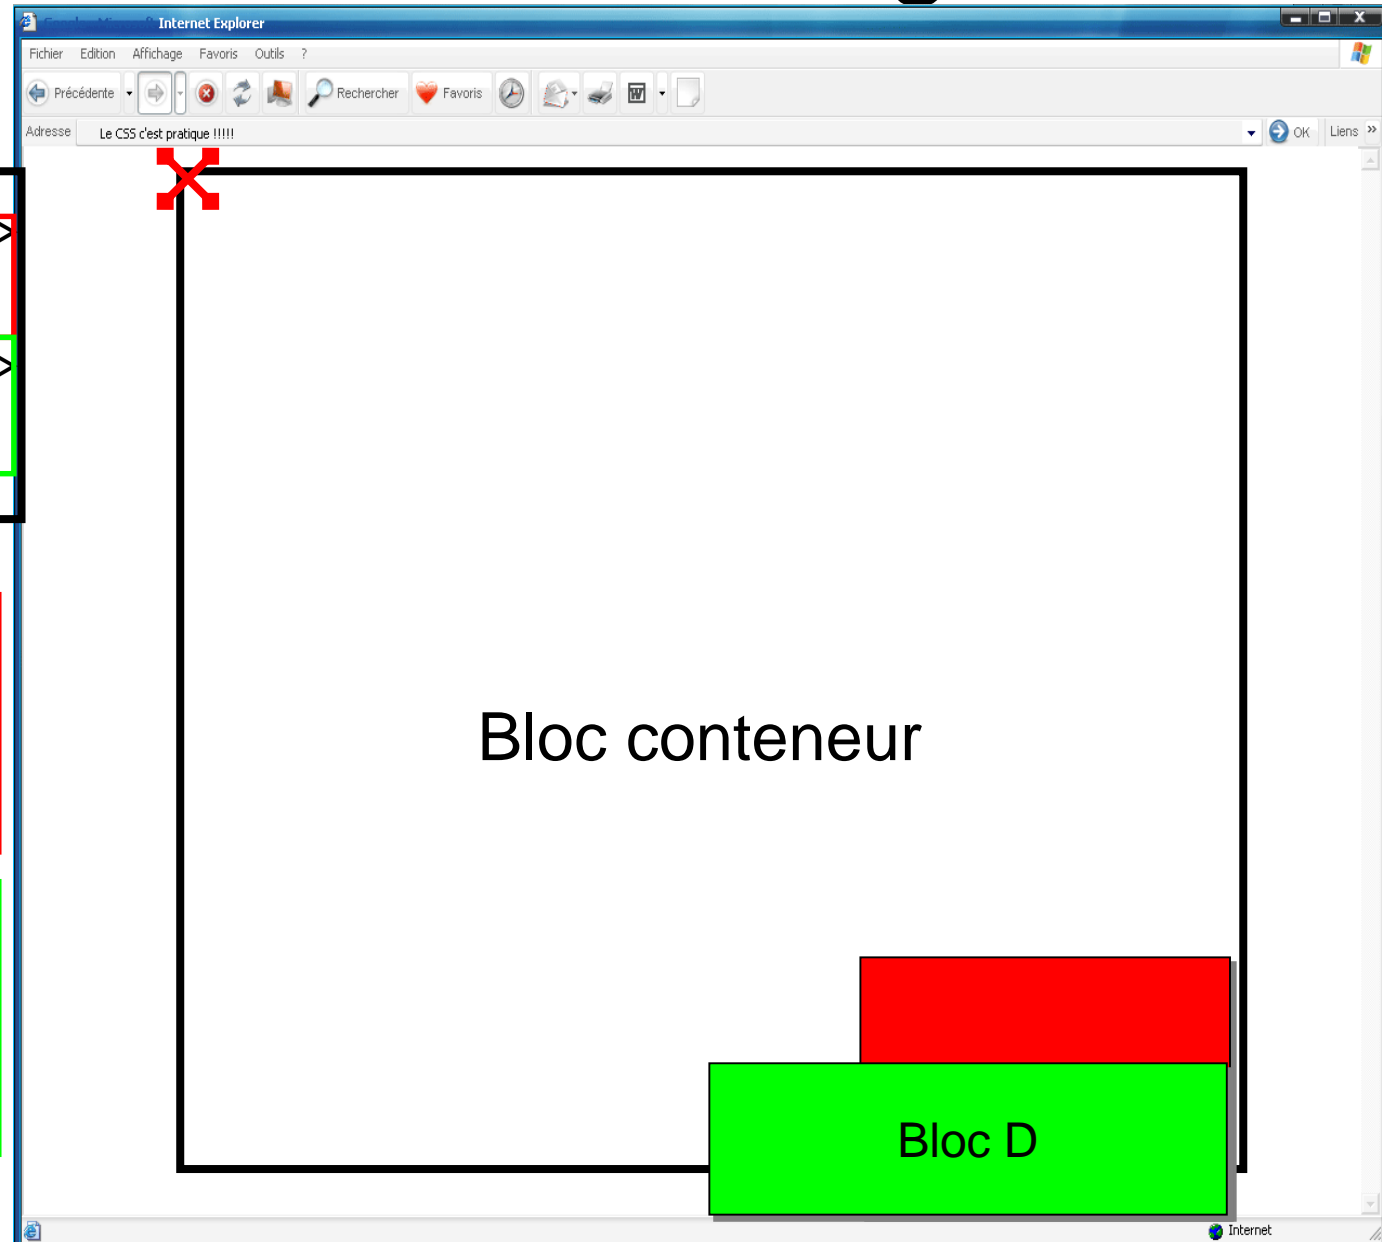 Internet Explorer
Fichier Edition Affichage Favoris Outils ?
Précédente Rechercher Favoris
Adresse Le CSS c'est pratique !!!!! OK Liens »
>
>
Bloc conteneur
Bloc D
Internet